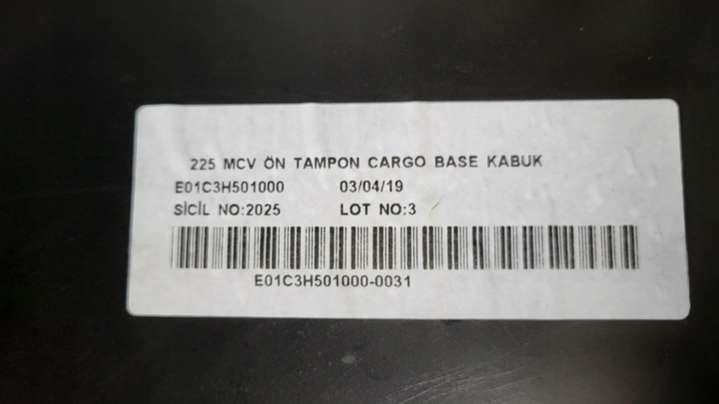 225 MCV ÖN TAMPON CARGO BASE KABUK
E01C3H501000 03/04/19
SİCİL NO:2025 LOT NO:3
E01C3H501000-0031